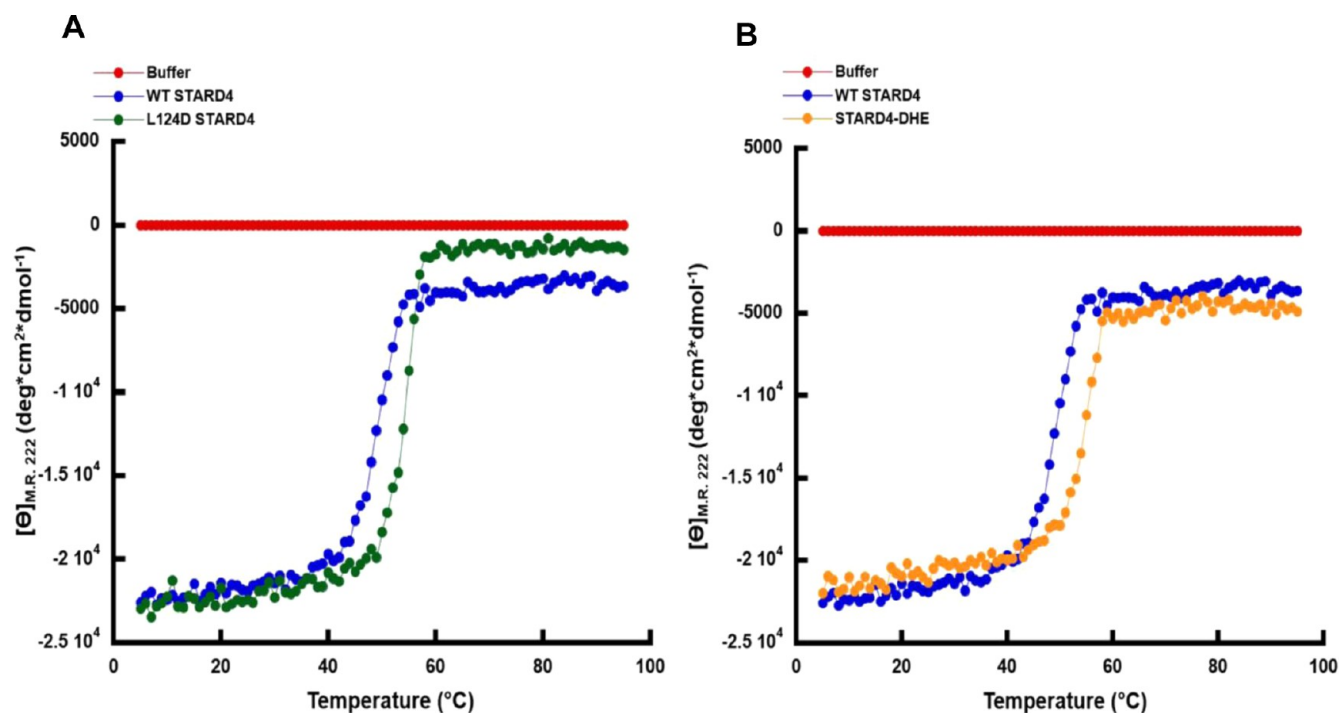 A
Buffer
WT STARD4
L124D STARD4
5000
0
-5000
-1 10⁴
-1.5 10⁴
-2 10⁴
-2.5 10⁴
[Θ]M.R. 222 (deg*cm²*dmol⁻¹)
0
20
40
60
80
100
Temperature (°C)
B
Buffer
WT STARD4
STARD4-DHE
5000
0
-5000
-1 10⁴
-1.5 10⁴
-2 10⁴
-2.5 10⁴
[Θ]M.R. 222 (deg*cm²*dmol⁻¹)
0
20
40
60
80
100
Temperature (°C)